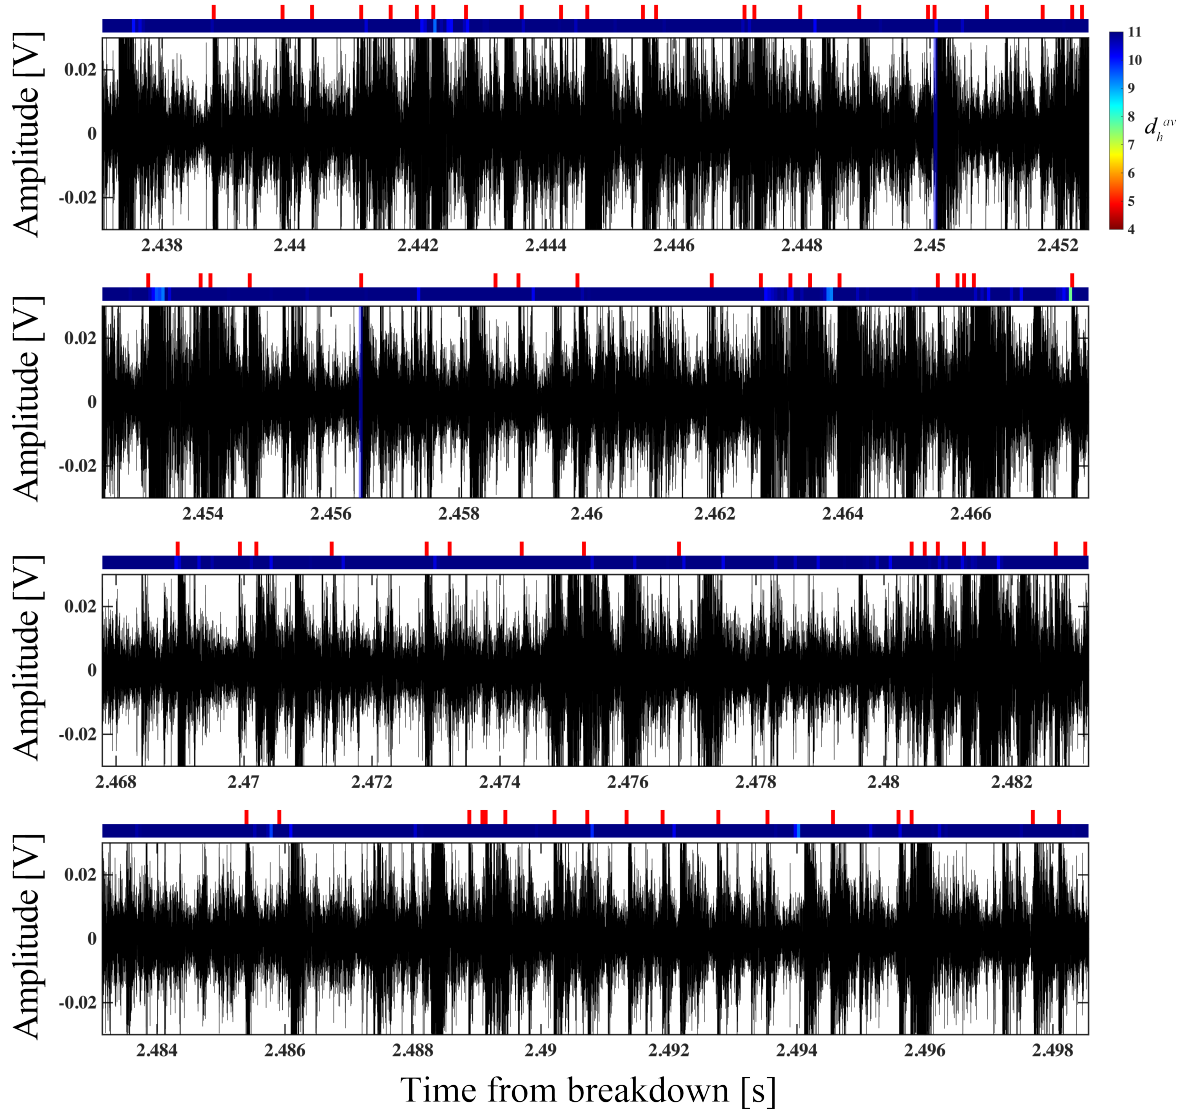 Amplitude [V]
0.02
0
-0.02
2.438 2.44 2.442 2.444 2.446 2.448 2.45 2.452
11
10
9
8
7
6
5
4
d_h^av
Amplitude [V]
0.02
0
-0.02
2.454 2.456 2.458 2.46 2.462 2.464 2.466
Amplitude [V]
0.02
0
-0.02
2.468 2.47 2.472 2.474 2.476 2.478 2.48 2.482
Amplitude [V]
0.02
0
-0.02
2.484 2.486 2.488 2.49 2.492 2.494 2.496 2.498
Time from breakdown [s]